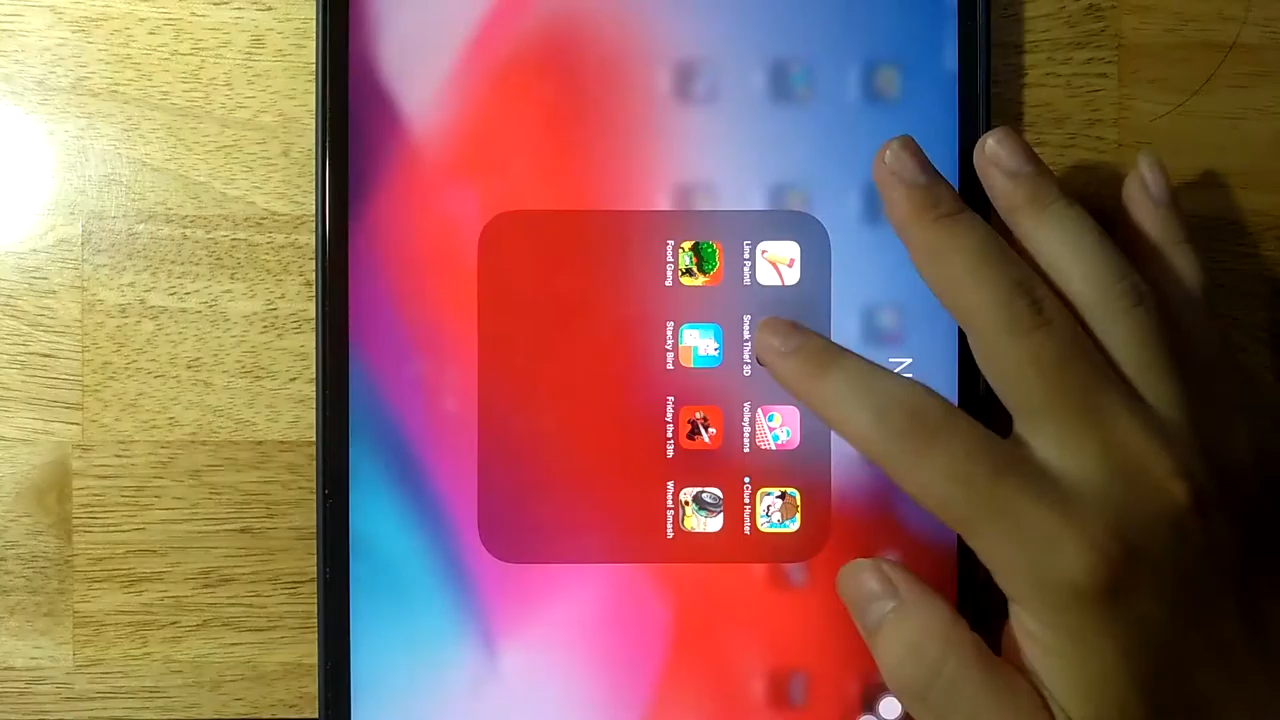 N
Line Paint!
Sneak Thief 3D
VolleyBeans
Clue Hunter
Food Gang
Stacky Bird
Friday the 13th
Wheel Smash